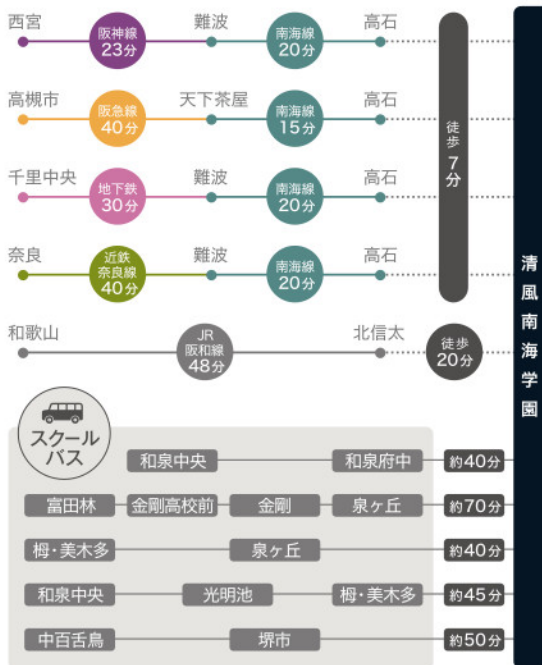 西宮
阪神線
23分
難波
南海線
20分
高石
高槻市
阪急線
40分
天下茶屋
南海線
15分
高石
千里中央
地下鉄
30分
難波
南海線
20分
高石
奈良
近鉄
奈良線
40分
難波
南海線
20分
高石
徒歩7分
和歌山
JR
阪和線
48分
北信太
徒歩
20分
清風南海学園
スクール
バス
和泉中央 和泉府中 約40分
富田林 金剛高校前 金剛 泉ヶ丘 約70分
栂・美木多 泉ヶ丘 約40分
和泉中央 光明池 栂・美木多 約45分
中百舌鳥 堺市 約50分